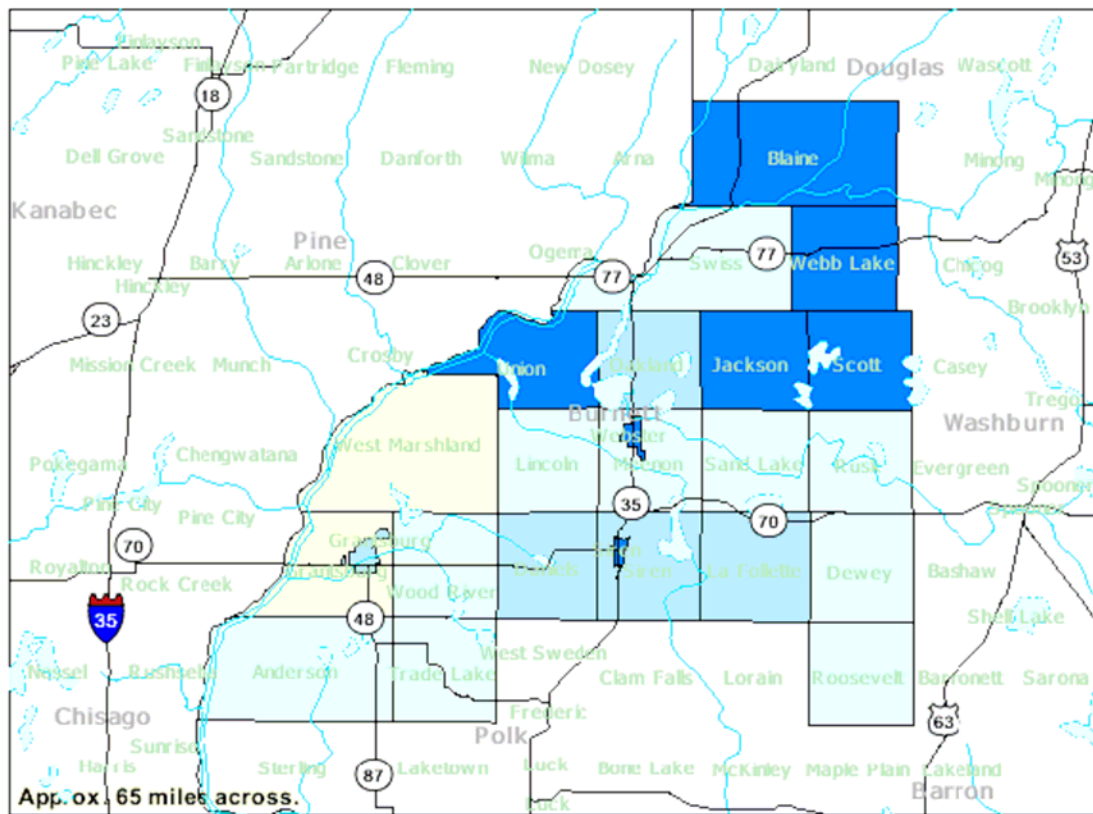 Finlayson
Pine Lake
Finlayson
Partridge
Fleming
New Dosey
Dairyland
Douglas
Wascott
18
Sandstone
Dell Grove
Sandstone
Danforth
Wilma
Arna
Blaine
Minong
Minong
Kanabec
Pine
Ogema
Hinckley
Barry
Arlone
48
Clover
77
Swiss
77
Webb Lake
Chicog
53
Hinckley
Brooklyn
23
Mission Creek
Munch
Crosby
Union
Oakland
Jackson
Scott
Casey
Trego
Burnett
Washburn
West Marshland
Webster
Chengwatana
Pokegama
Lincoln
Meenon
Sand Lake
Rusk
Evergreen
Spooner
Spooner
Pine City
Pine City
35
70
70
Grantsburg
Siren
Royalton
Rock Creek
Grantsburg
Wood River
Daniels
Siren
La Follette
Dewey
Bashaw
35
48
Shell Lake
Nessel
Rushseba
Anderson
Trade Lake
West Sweden
Clam Falls
Lorain
Roosevelt
Barronett
Sarona
Chisago
Frederic
63
Polk
Sunrise
Harris
Sterling
87
Laketown
Luck
Bone Lake
McKinley
Maple Plain
Lakeland
Barron
Luck
Approx. 65 miles across.